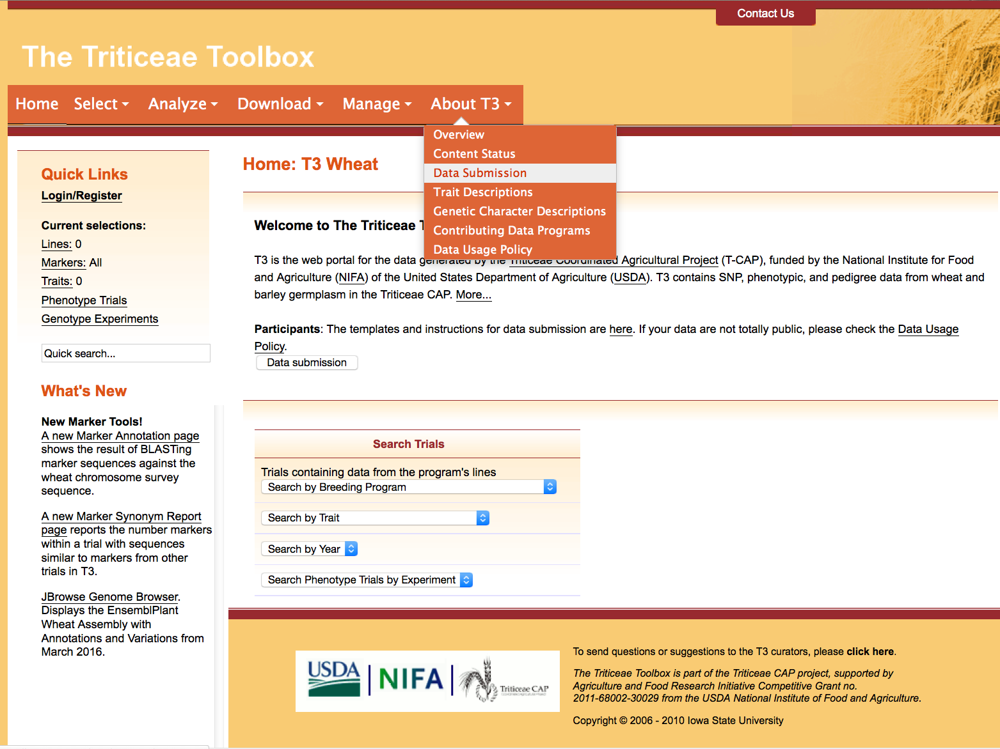 Contact Us
The Triticeae Toolbox
Home Select Analyze Download Manage About T3
Overview
Content Status
Data Submission
Trait Descriptions
Genetic Character Descriptions
Contributing Data Programs
Data Usage Policy
Quick Links
Login/Register
Current selections:
Lines: 0
Markers: All
Traits: 0
Phenotype Trials
Genotype Experiments
Quick search...
What's New
New Marker Tools!
A new Marker Annotation page
shows the result of BLASTing
marker sequences against the
wheat chromosome survey
sequence.
A new Marker Synonym Report
page reports the number markers
within a trial with sequences
similar to markers from other
trials in T3.
JBrowse Genome Browser.
Displays the EnsemblPlant
Wheat Assembly with
Annotations and Variations from
March 2016.
Home: T3 Wheat
Welcome to The Triticeae
T3 is the web portal for the data generated by the Triticeae Coordinated Agricultural Project (T-CAP), funded by the National Institute for Food
and Agriculture (NIFA) of the United States Department of Agriculture (USDA). T3 contains SNP, phenotypic, and pedigree data from wheat and
barley germplasm in the Triticeae CAP. More...
Participants: The templates and instructions for data submission are here. If your data are not totally public, please check the Data Usage
Policy.
Data submission
Search Trials
Trials containing data from the program's lines
Search by Breeding Program
Search by Trait
Search by Year
Search Phenotype Trials by Experiment
USDA NIFA Triticeae CAP
To send questions or suggestions to the T3 curators, please click here.
The Triticeae Toolbox is part of the Triticeae CAP project, supported by
Agriculture and Food Research Initiative Competitive Grant no.
2011-68002-30029 from the USDA National Institute of Food and Agriculture.
Copyright © 2006 - 2010 Iowa State University